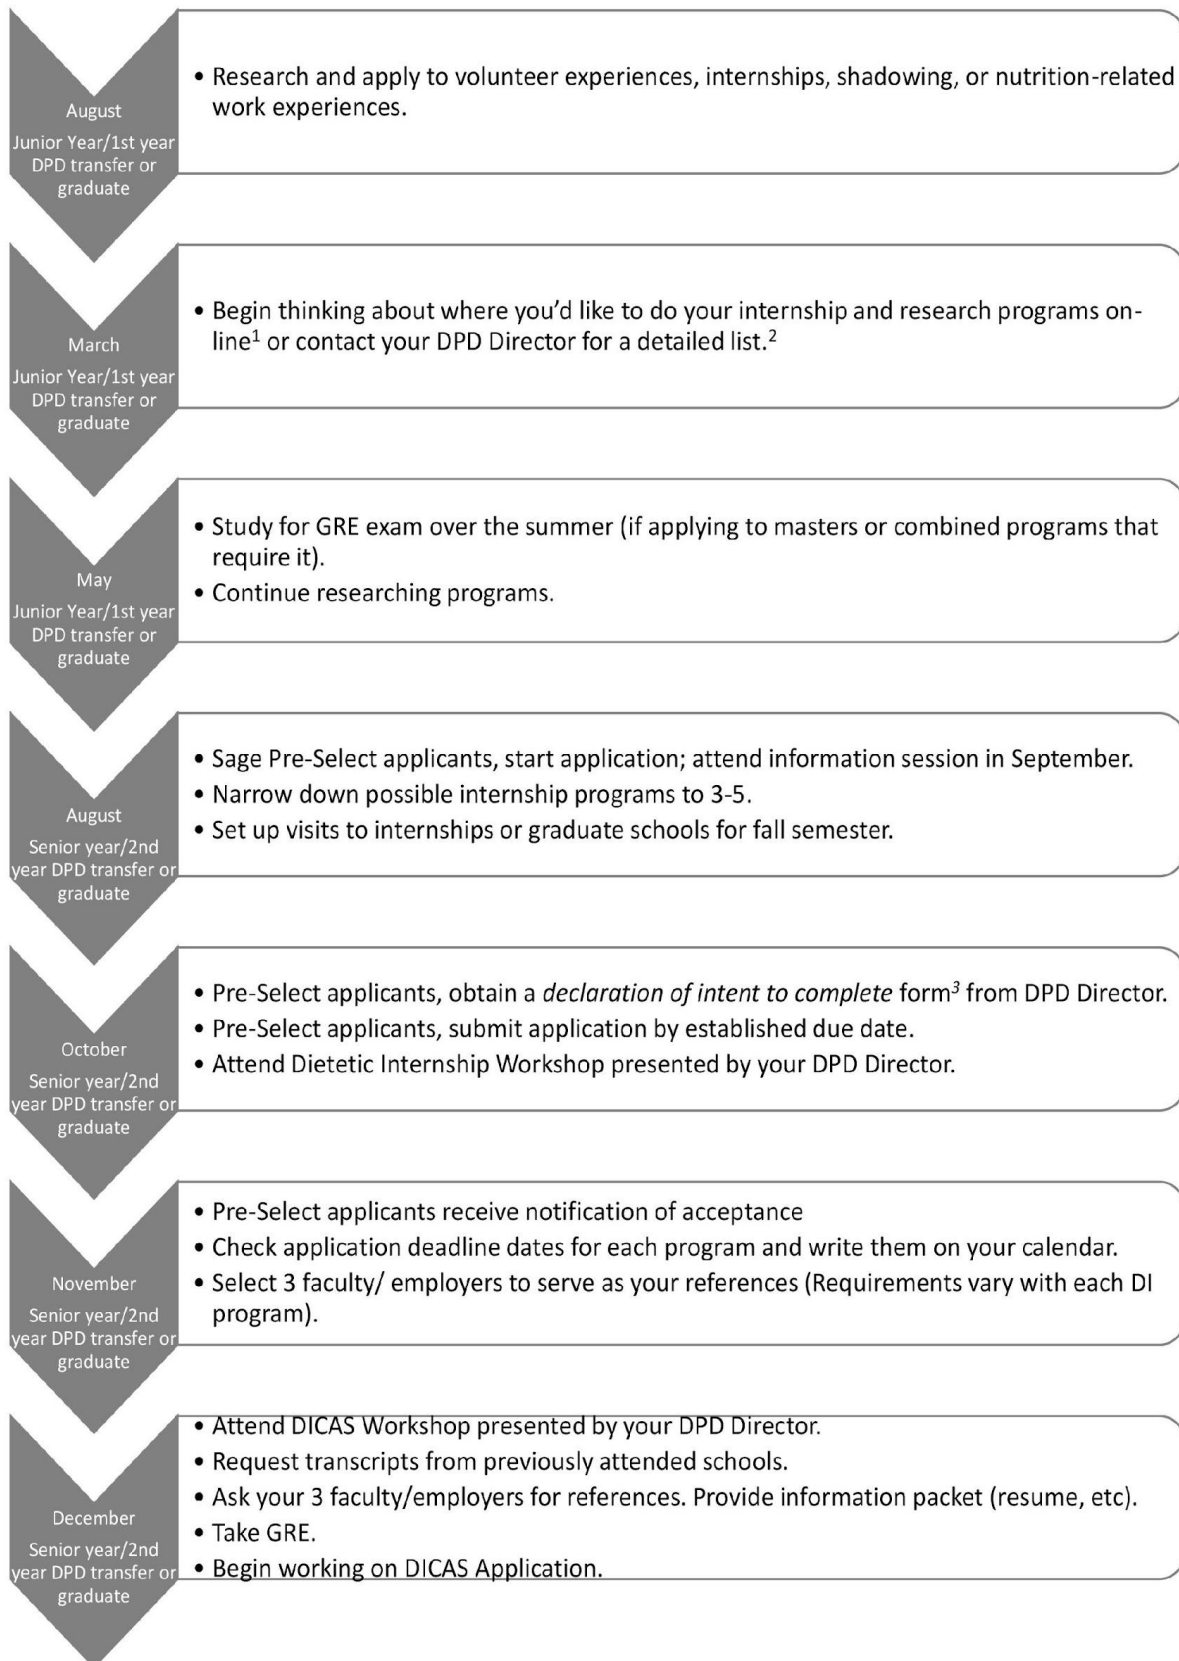 August
Junior Year/1st year
DPD transfer or
graduate
• Research and apply to volunteer experiences, internships, shadowing, or nutrition-related
work experiences.
March
Junior Year/1st year
DPD transfer or
graduate
• Begin thinking about where you’d like to do your internship and research programs on-
line¹ or contact your DPD Director for a detailed list.²
May
Junior Year/1st year
DPD transfer or
graduate
• Study for GRE exam over the summer (if applying to masters or combined programs that
require it).
• Continue researching programs.
August
Senior year/2nd
year DPD transfer or
graduate
• Sage Pre-Select applicants, start application; attend information session in September.
• Narrow down possible internship programs to 3-5.
• Set up visits to internships or graduate schools for fall semester.
October
Senior year/2nd
year DPD transfer or
graduate
• Pre-Select applicants, obtain a declaration of intent to complete form³ from DPD Director.
• Pre-Select applicants, submit application by established due date.
• Attend Dietetic Internship Workshop presented by your DPD Director.
November
Senior year/2nd
year DPD transfer or
graduate
• Pre-Select applicants receive notification of acceptance
• Check application deadline dates for each program and write them on your calendar.
• Select 3 faculty/ employers to serve as your references (Requirements vary with each DI
program).
December
Senior year/2nd
year DPD transfer or
graduate
• Attend DICAS Workshop presented by your DPD Director.
• Request transcripts from previously attended schools.
• Ask your 3 faculty/employers for references. Provide information packet (resume, etc).
• Take GRE.
• Begin working on DICAS Application.